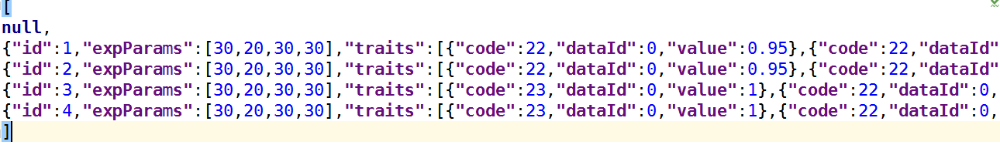 [
null,
{"id":1,"expParams":[30,20,30,30],"traits":[{"code":22,"dataId":0,"value":0.95},{"code":22,"dataId"
{"id":2,"expParams":[30,20,30,30],"traits":[{"code":22,"dataId":0,"value":0.95},{"code":22,"dataId"
{"id":3,"expParams":[30,20,30,30],"traits":[{"code":23,"dataId":0,"value":1},{"code":22,"dataId":0,
{"id":4,"expParams":[30,20,30,30],"traits":[{"code":23,"dataId":0,"value":1},{"code":22,"dataId":0,
]